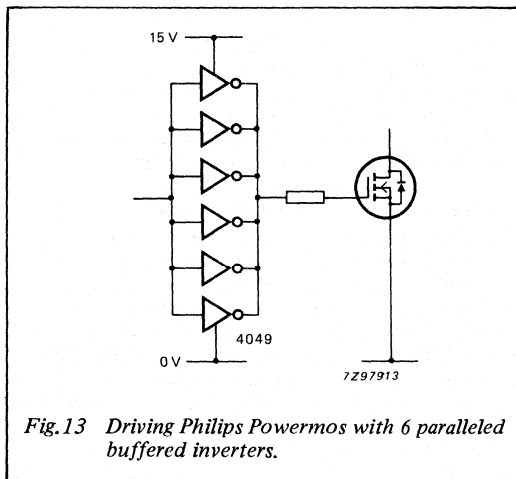 15 V
4049
0 V
7Z97913
Fig. 13 Driving Philips Powermos with 6 paralleled
buffered inverters.